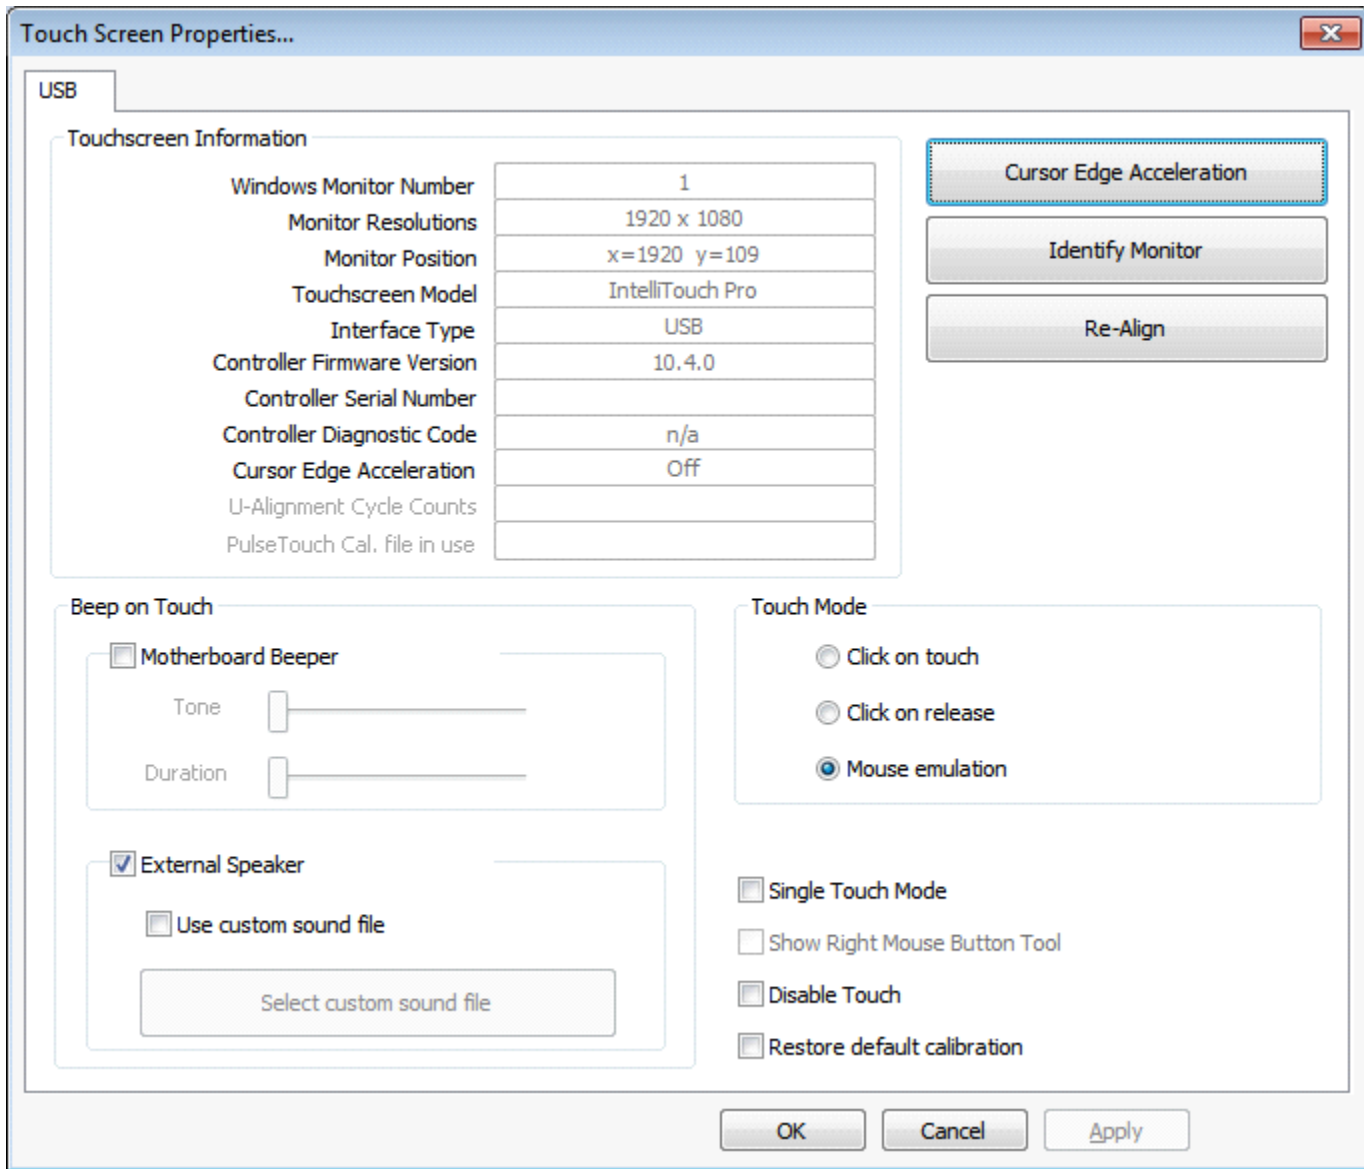 Touch Screen Properties...
USB
Touchscreen Information
Windows Monitor Number 1
Monitor Resolutions 1920 x 1080
Monitor Position x=1920 y=109
Touchscreen Model IntelliTouch Pro
Interface Type USB
Controller Firmware Version 10.4.0
Controller Serial Number
Controller Diagnostic Code n/a
Cursor Edge Acceleration Off
U-Alignment Cycle Counts
PulseTouch Cal. file in use
Cursor Edge Acceleration
Identify Monitor
Re-Align
Beep on Touch
Motherboard Beeper
Tone
Duration
External Speaker
Use custom sound file
Select custom sound file
Touch Mode
Click on touch
Click on release
Mouse emulation
Single Touch Mode
Show Right Mouse Button Tool
Disable Touch
Restore default calibration
OK Cancel Apply